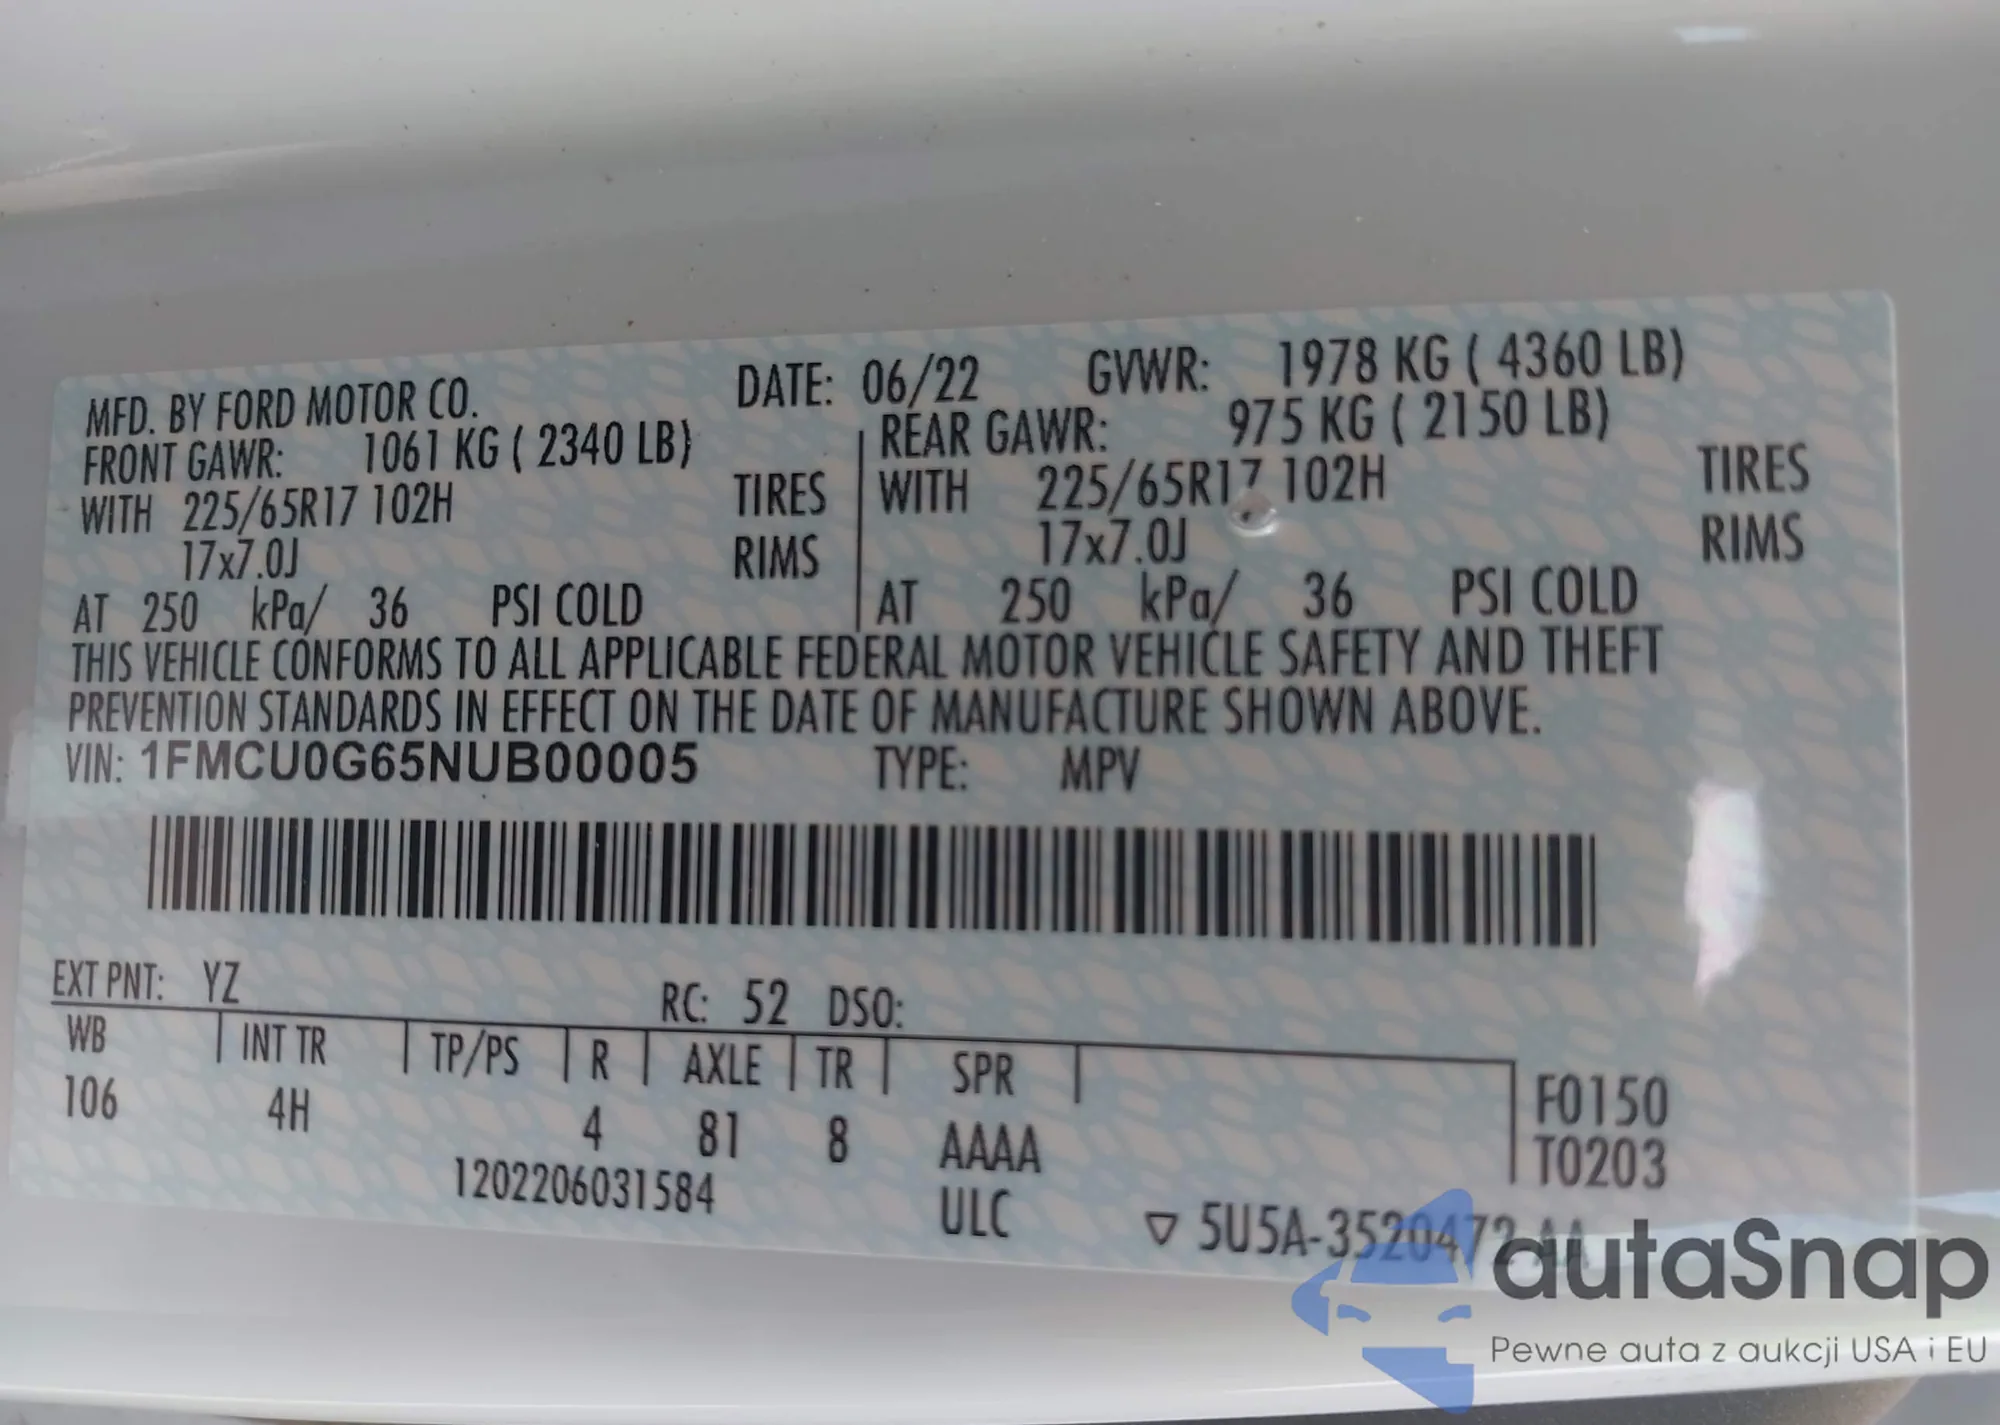 MFD. BY FORD MOTOR CO. DATE: 06/22 GVWR: 1978 KG ( 4360 LB)
FRONT GAWR: 1061 KG ( 2340 LB) REAR GAWR: 975 KG ( 2150 LB)
WITH 225/65R17 102H TIRES WITH 225/65R17 102H TIRES
17x7.0J RIMS 17x7.0J RIMS
AT 250 kPa/ 36 PSI COLD AT 250 kPa/ 36 PSI COLD
THIS VEHICLE CONFORMS TO ALL APPLICABLE FEDERAL MOTOR VEHICLE SAFETY AND THEFT
PREVENTION STANDARDS IN EFFECT ON THE DATE OF MANUFACTURE SHOWN ABOVE.
VIN: 1FMCU0G65NUB00005 TYPE: MPV
EXT PNT: YZ RC: 52 DSO:
WB INT TR TP/PS R AXLE TR SPR
106 4H 4 81 8 AAAA
F0150
T0203
1202206031584 ULC
▽ 5U5A-3520472-AA
autaSnap
Pewne auta z aukcji USA i EU